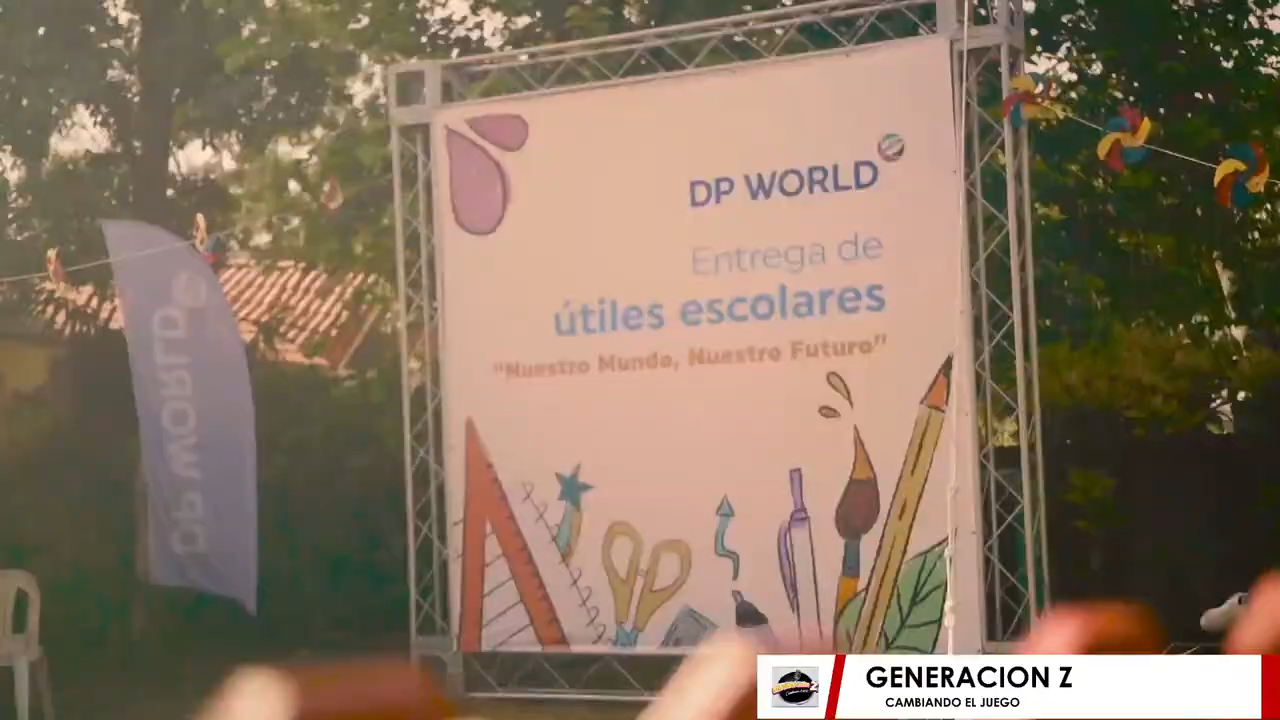 DP WORLD
Entrega de
útiles escolares
"Nuestro Mundo, Nuestro Futuro"
DP WORLD
GENERACION Z
CAMBIANDO EL JUEGO